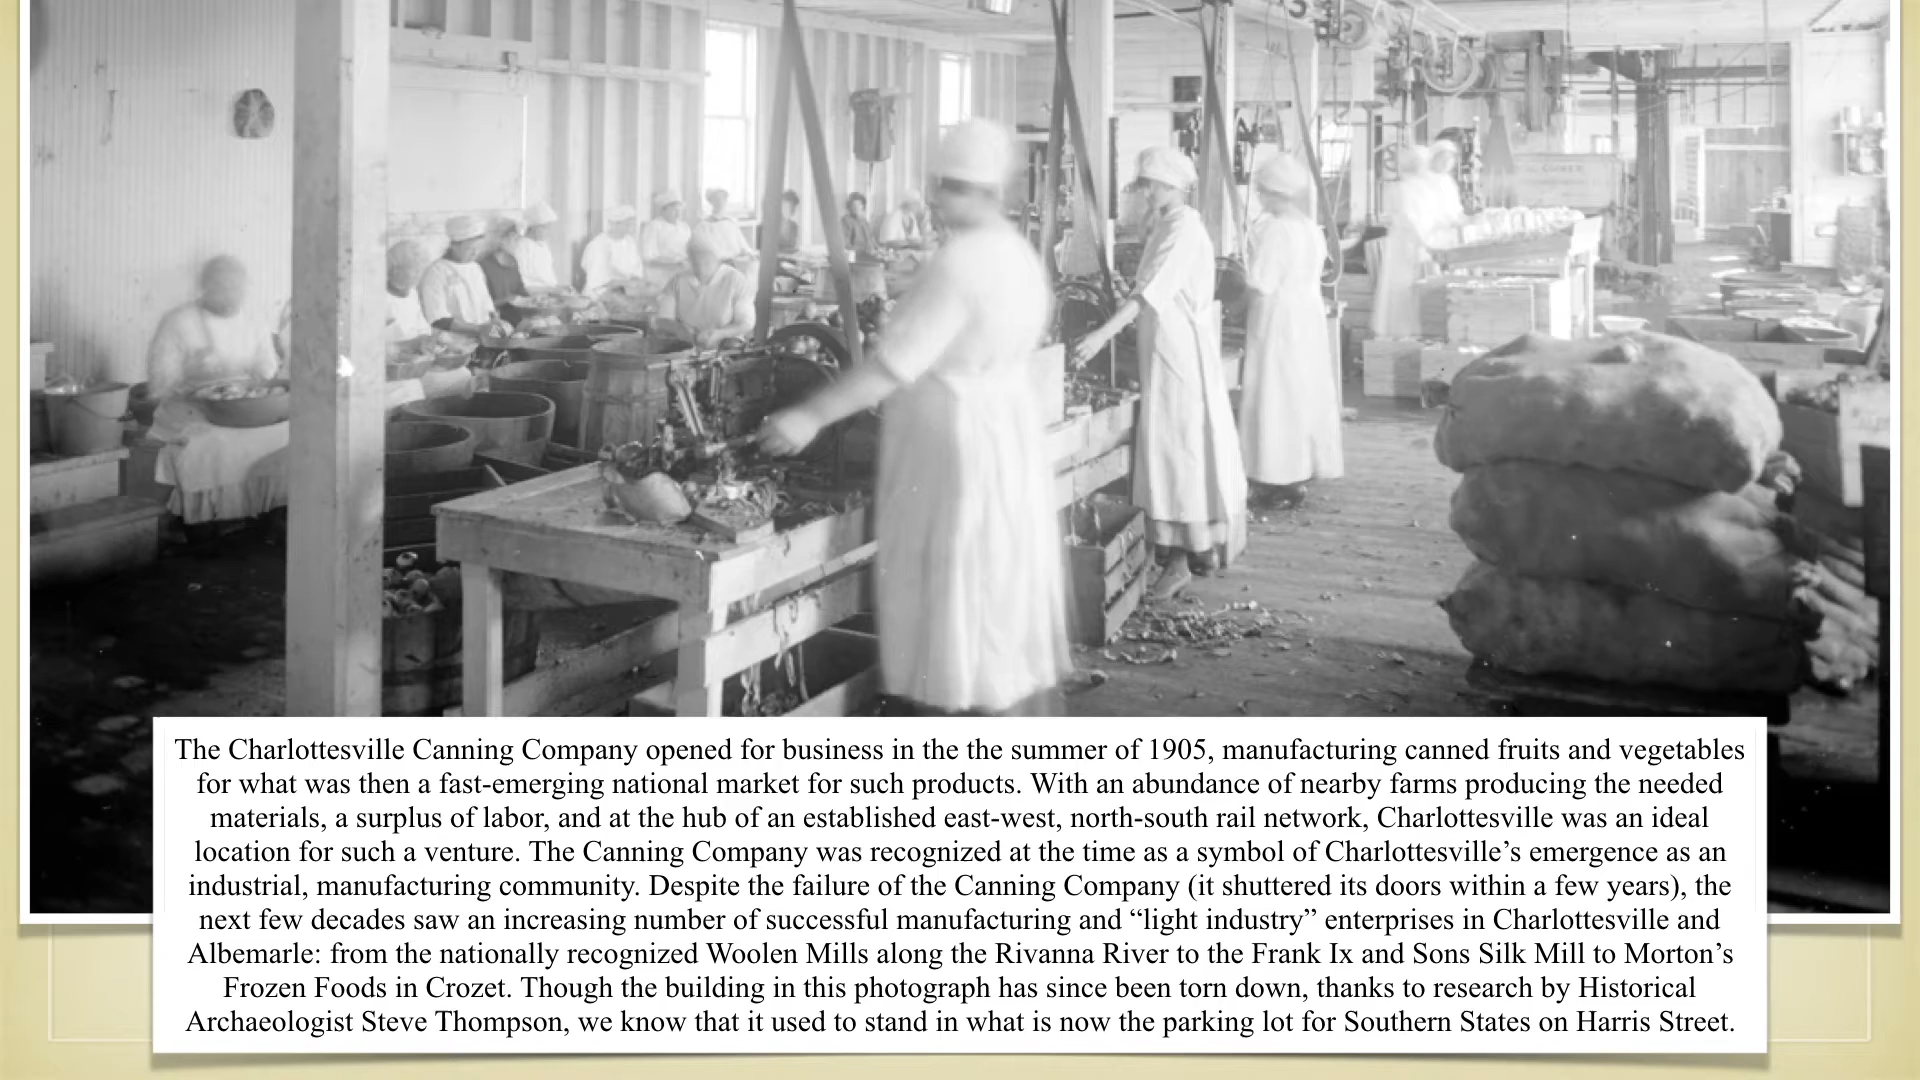 The Charlottesville Canning Company opened for business in the the summer of 1905, manufacturing canned fruits and vegetables
for what was then a fast-emerging national market for such products. With an abundance of nearby farms producing the needed
materials, a surplus of labor, and at the hub of an established east-west, north-south rail network, Charlottesville was an ideal
location for such a venture. The Canning Company was recognized at the time as a symbol of Charlottesville’s emergence as an
industrial, manufacturing community. Despite the failure of the Canning Company (it shuttered its doors within a few years), the
next few decades saw an increasing number of successful manufacturing and “light industry” enterprises in Charlottesville and
Albemarle: from the nationally recognized Woolen Mills along the Rivanna River to the Frank Ix and Sons Silk Mill to Morton’s
Frozen Foods in Crozet. Though the building in this photograph has since been torn down, thanks to research by Historical
Archaeologist Steve Thompson, we know that it used to stand in what is now the parking lot for Southern States on Harris Street.